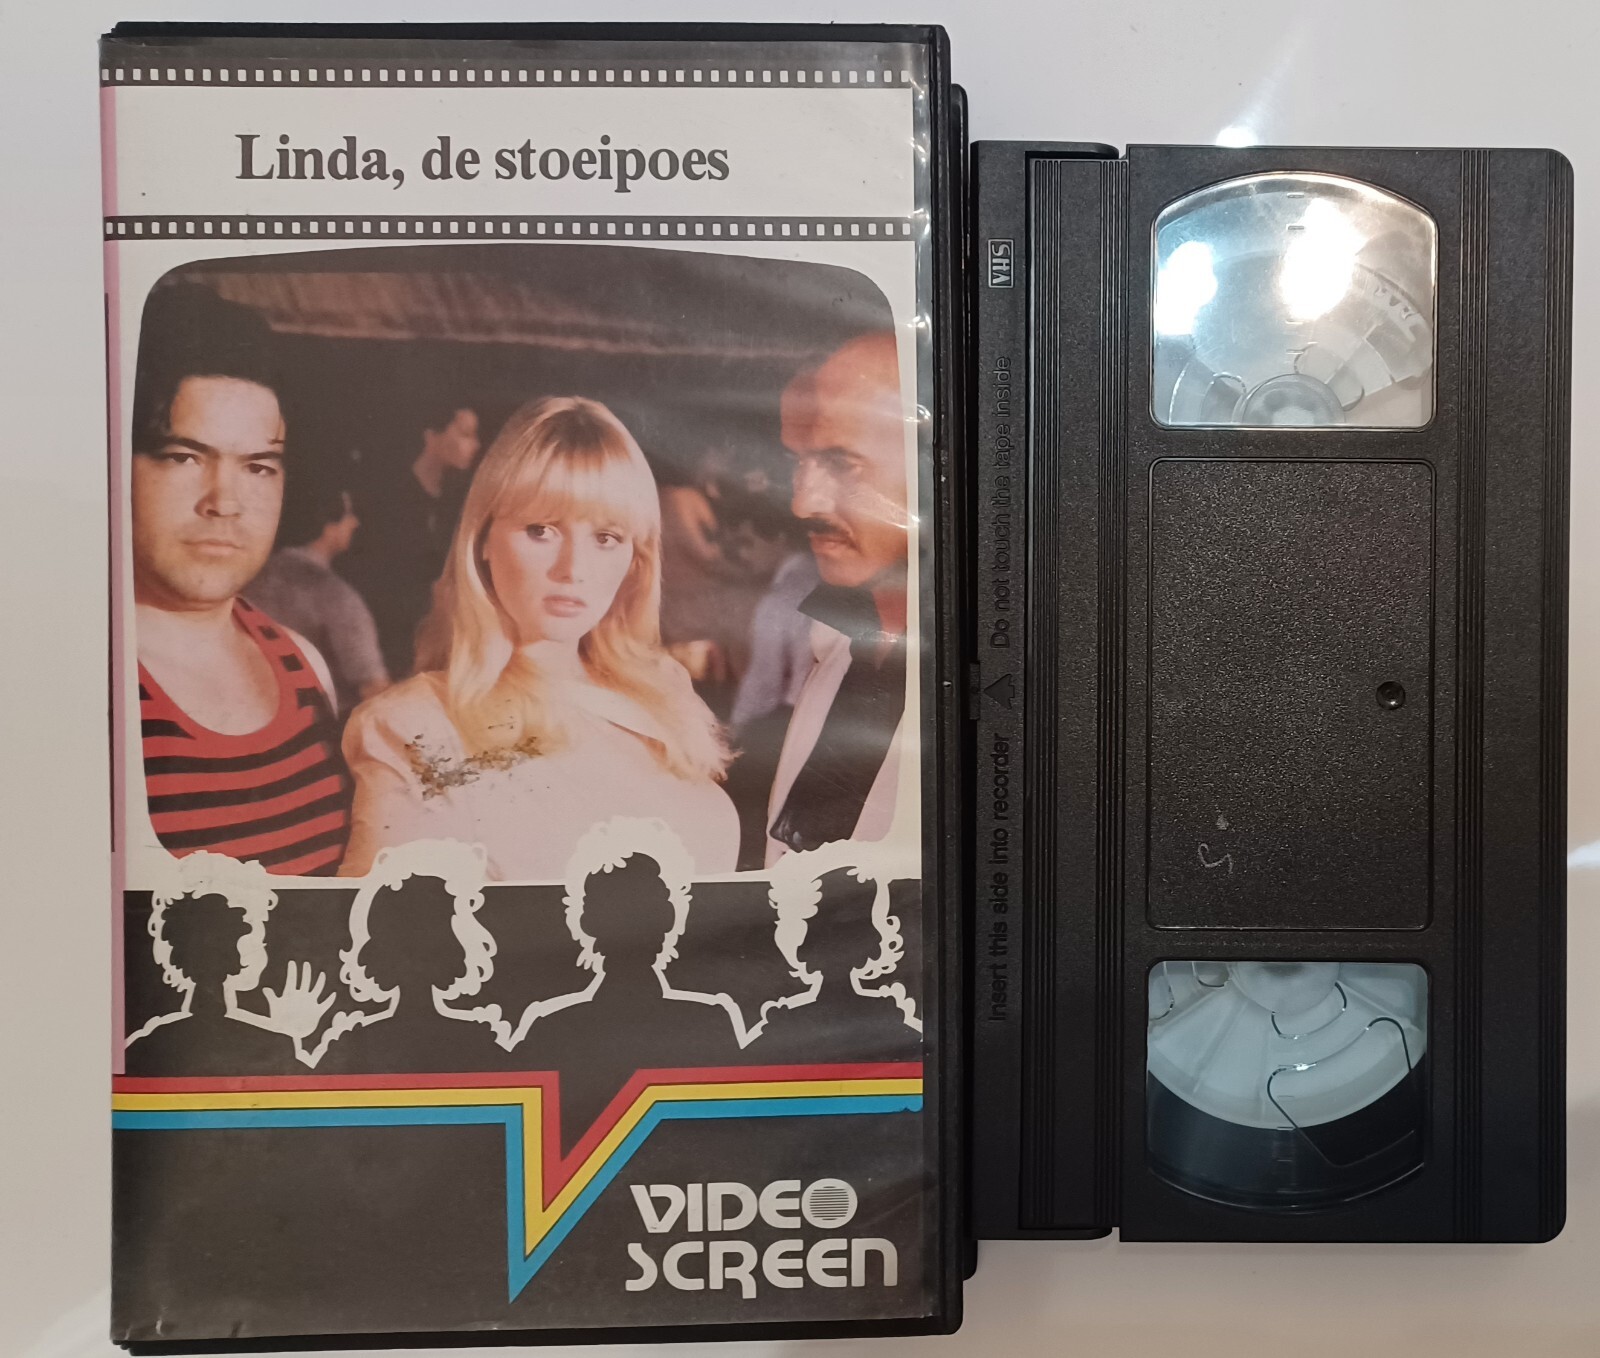 Linda, de stoeipoes
VIDEO
SCREEN
VHS
Do not touch the tape inside
Insert this side into recorder